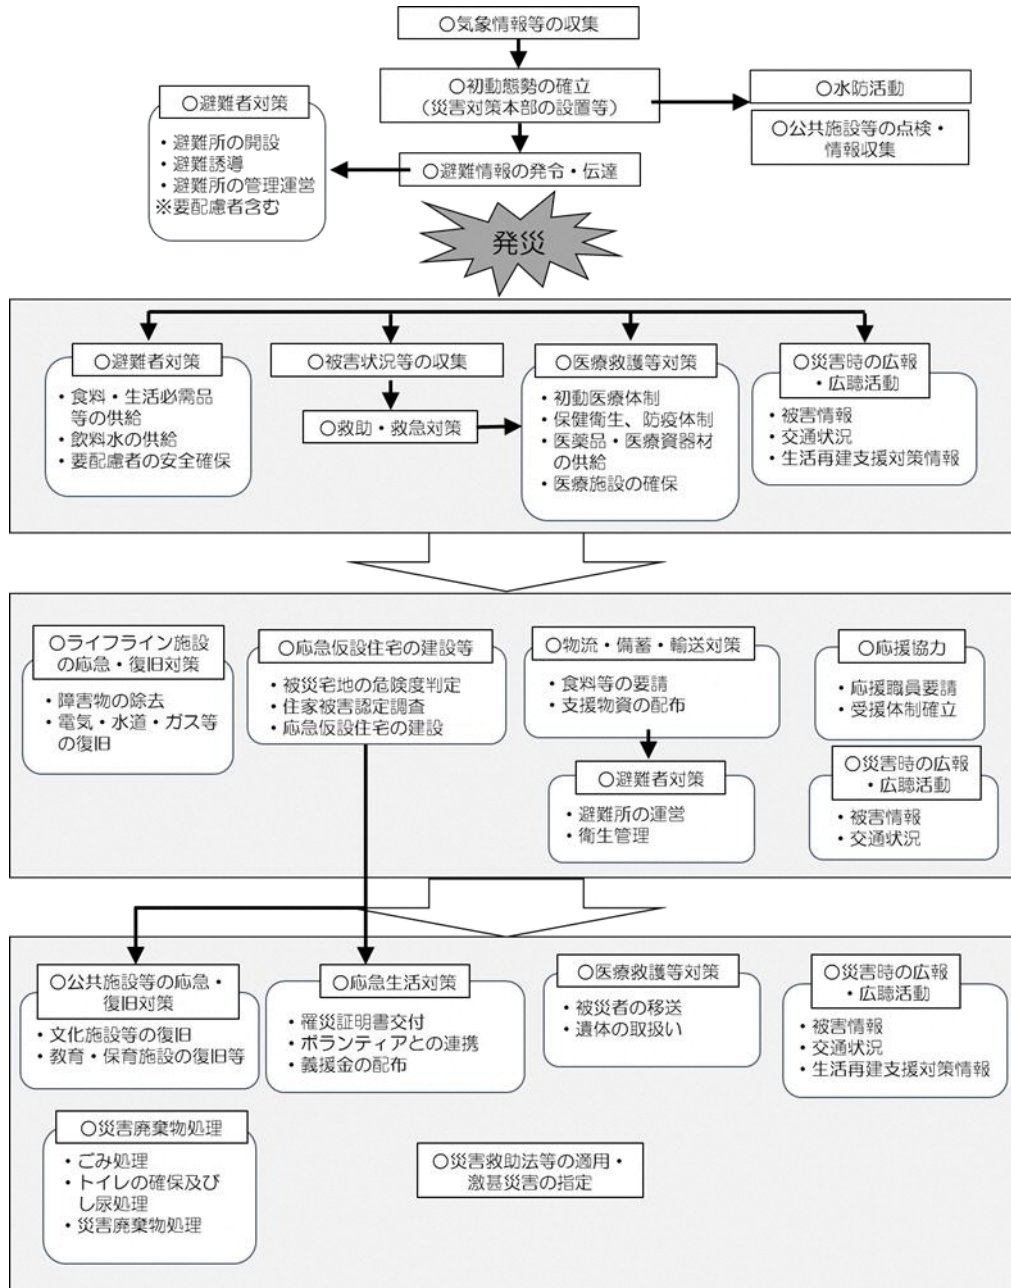 ○気象情報等の収集
○初動態勢の確立
（災害対策本部の設置等）
○水防活動
○公共施設等の点検・
情報収集
○避難者対策
・避難所の開設
・避難誘導
・避難所の管理運営
※要配慮者含む
○避難情報の発令・伝達
発災
○避難者対策
・食料・生活必需品
等の供給
・飲料水の供給
・要配慮者の安全確保
○被害状況等の収集
○救助・救急対策
○医療救護等対策
・初動医療体制
・保健衛生、防疫体制
・医薬品・医療資器材
の供給
・医療施設の確保
○災害時の広報
・広聴活動
・被害情報
・交通状況
・生活再建支援対策情報
○ライフライン施設
の応急・復旧対策
・障害物の除去
・電気・水道・ガス等
の復旧
○応急仮設住宅の建設等
・被災宅地の危険度判定
・住家被害認定調査
・応急仮設住宅の建設
○物流・備蓄・輸送対策
・食料等の要請
・支援物資の配布
○避難者対策
・避難所の運営
・衛生管理
○応援協力
・応援職員要請
・受援体制確立
○災害時の広報
・広聴活動
・被害情報
・交通状況
○公共施設等の応急・
復旧対策
・文化施設等の復旧
・教育・保育施設の復旧等
○応急生活対策
・罹災証明書交付
・ボランティアとの連携
・義援金の配布
○医療救護等対策
・被災者の移送
・遺体の取扱い
○災害時の広報
・広聴活動
・被害情報
・交通状況
・生活再建支援対策情報
○災害廃棄物処理
・ごみ処理
・トイレの確保及び
し尿処理
・災害廃棄物処理
○災害救助法等の適用・
激甚災害の指定